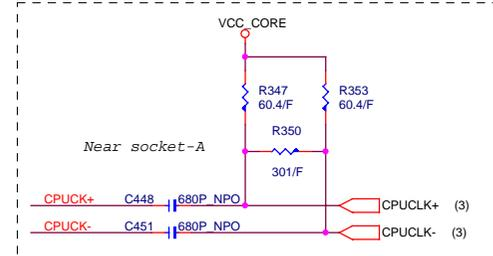 VCC_CORE
R347 R353
60.4/F 60.4/F
R350
Near socket-A
301/F
CPUCK+ C448 680P_NPO CPUCLK+ (3)
CPUCK- C451 680P_NPO CPUCLK- (3)